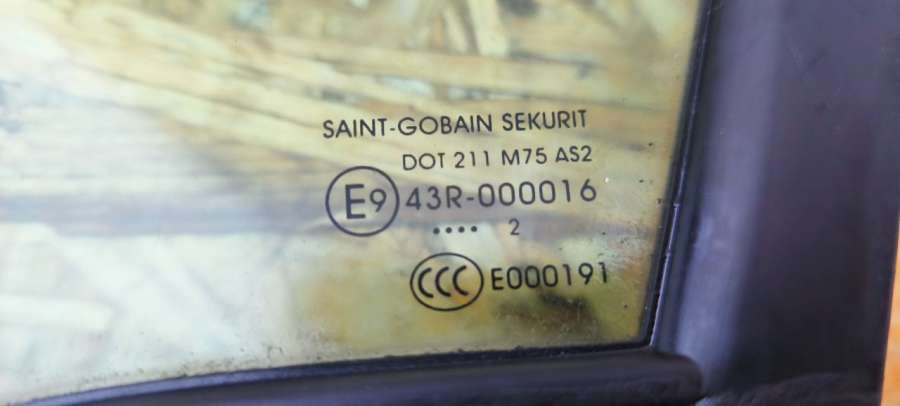 SAINT-GOBAIN SEKURIT
DOT 211 M75 AS2
E9 43R-000016
•••• 2
CCC E000191